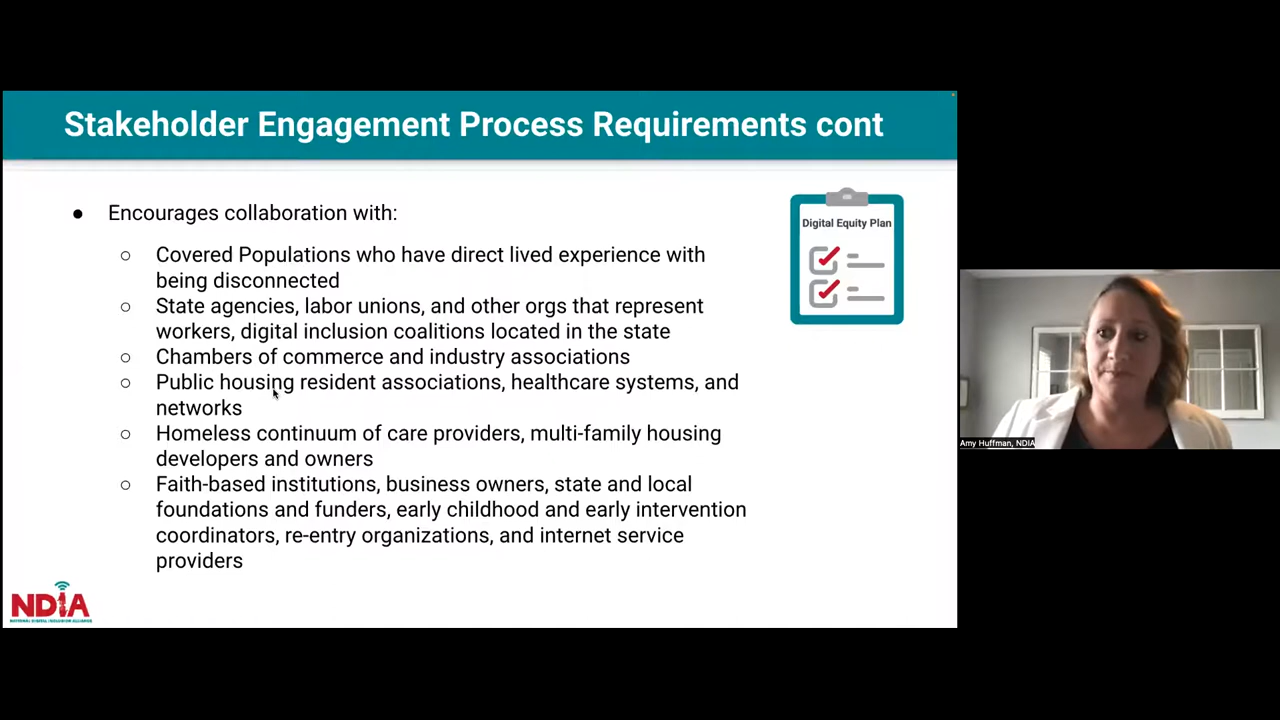 Stakeholder Engagement Process Requirements cont
● Encourages collaboration with:
○ Covered Populations who have direct lived experience with
being disconnected
○ State agencies, labor unions, and other orgs that represent
workers, digital inclusion coalitions located in the state
○ Chambers of commerce and industry associations
○ Public housing resident associations, healthcare systems, and
networks
○ Homeless continuum of care providers, multi-family housing
developers and owners
○ Faith-based institutions, business owners, state and local
foundations and funders, early childhood and early intervention
coordinators, re-entry organizations, and internet service
providers
Digital Equity Plan
NDIA
NATIONAL DIGITAL INCLUSION ALLIANCE
Amy Huffman, NDIA